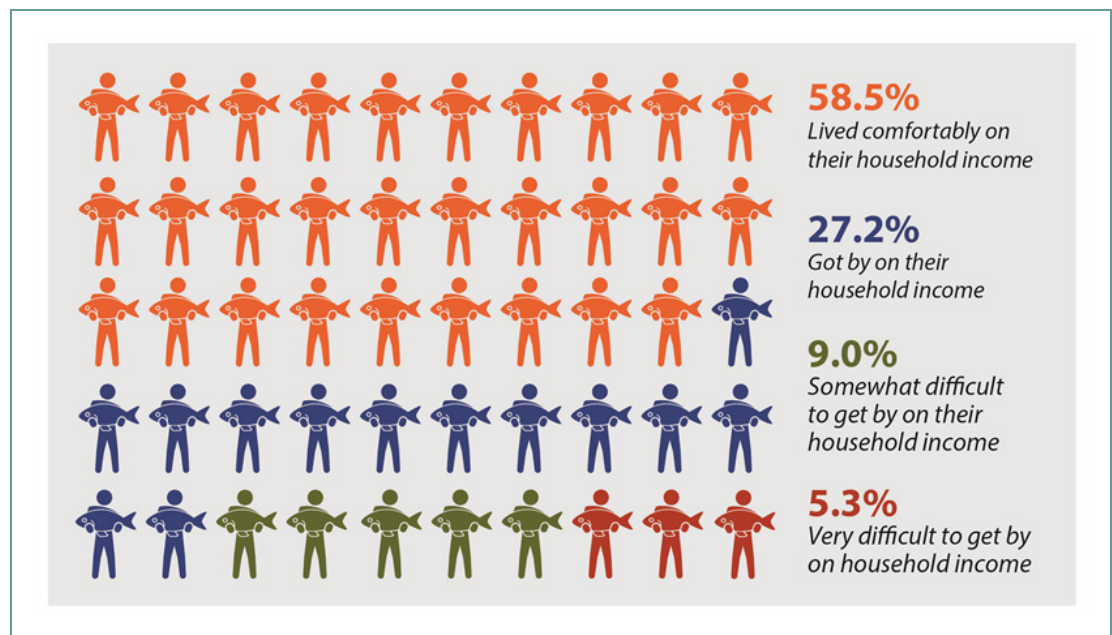 58.5%
Lived comfortably on
their household income
27.2%
Got by on their
household income
9.0%
Somewhat difficult
to get by on their
household income
5.3%
Very difficult to get by
on household income